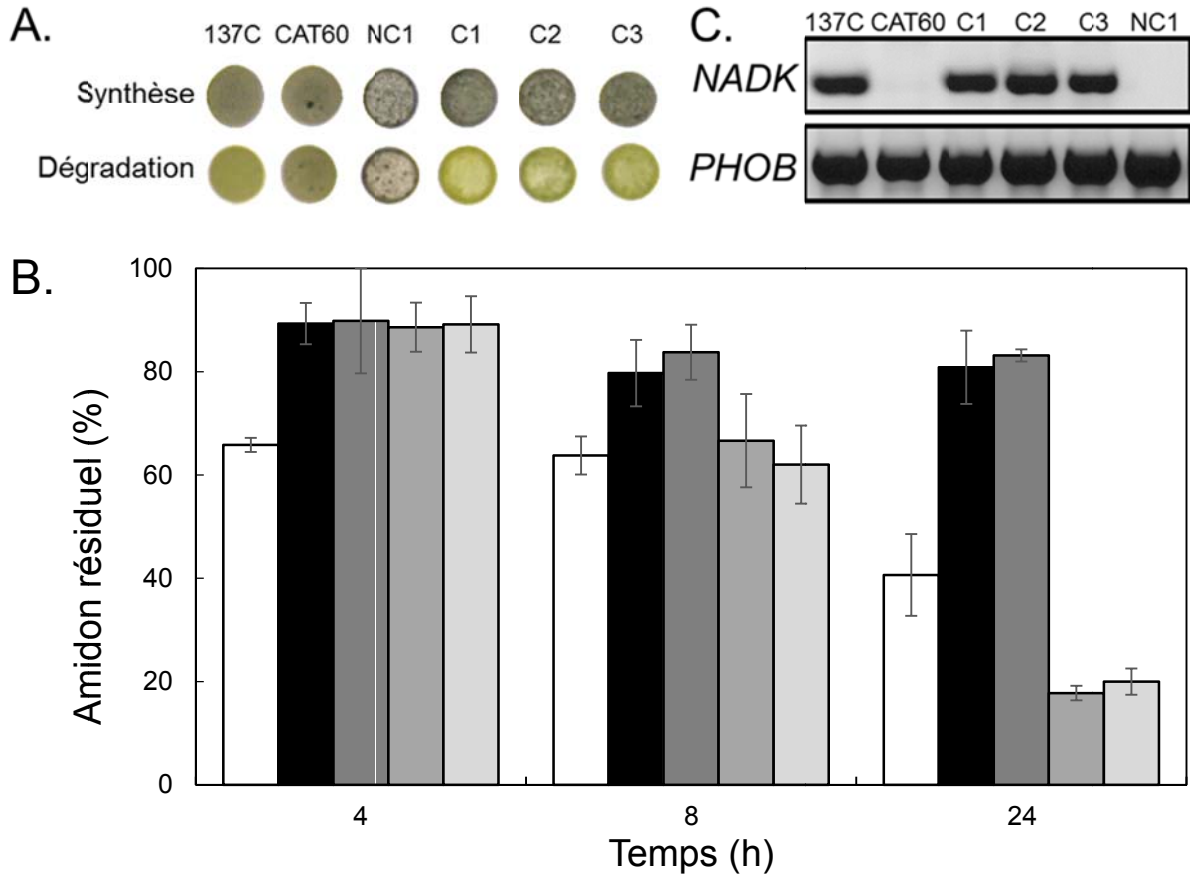 A.
137C CAT60 NC1 C1 C2 C3
Synthèse
Dégradation
C.
137C CAT60 C1 C2 C3 NC1
NADK
PHOB
B.
Amidon résiduel (%)
100
80
60
40
20
0
4 8 24
Temps (h)